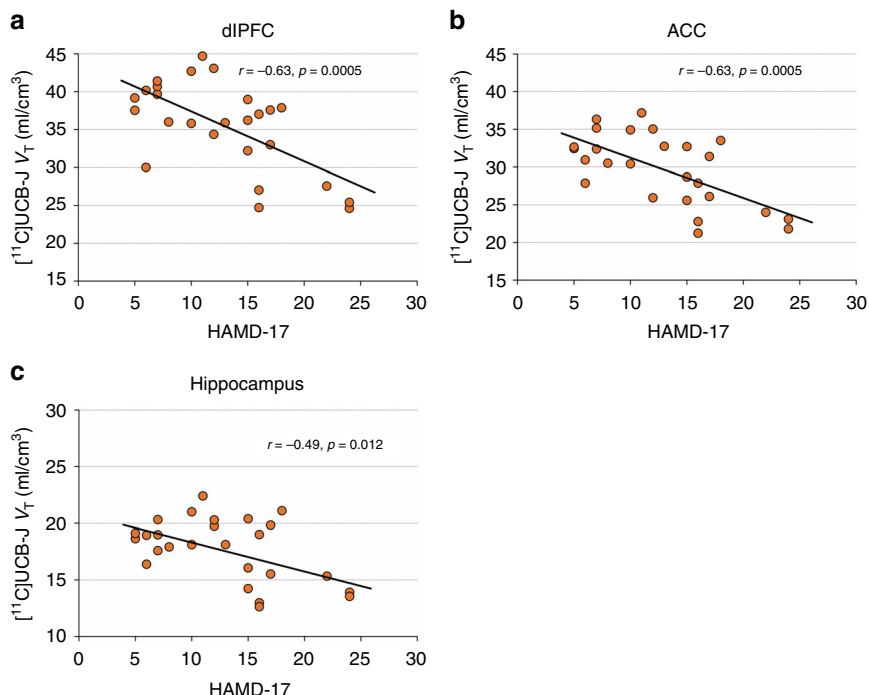 a
dlPFC
[¹¹C]UCB-J V_T (ml/cm³)
45
40
35
30
25
20
15
r = –0.63, p = 0.0005
0 5 10 15 20 25 30
HAMD-17
b
ACC
[¹¹C]UCB-J V_T (ml/cm³)
45
40
35
30
25
20
15
r = –0.63, p = 0.0005
0 5 10 15 20 25 30
HAMD-17
c
Hippocampus
[¹¹C]UCB-J V_T (ml/cm³)
30
25
20
15
10
r = –0.49, p = 0.012
0 5 10 15 20 25 30
HAMD-17